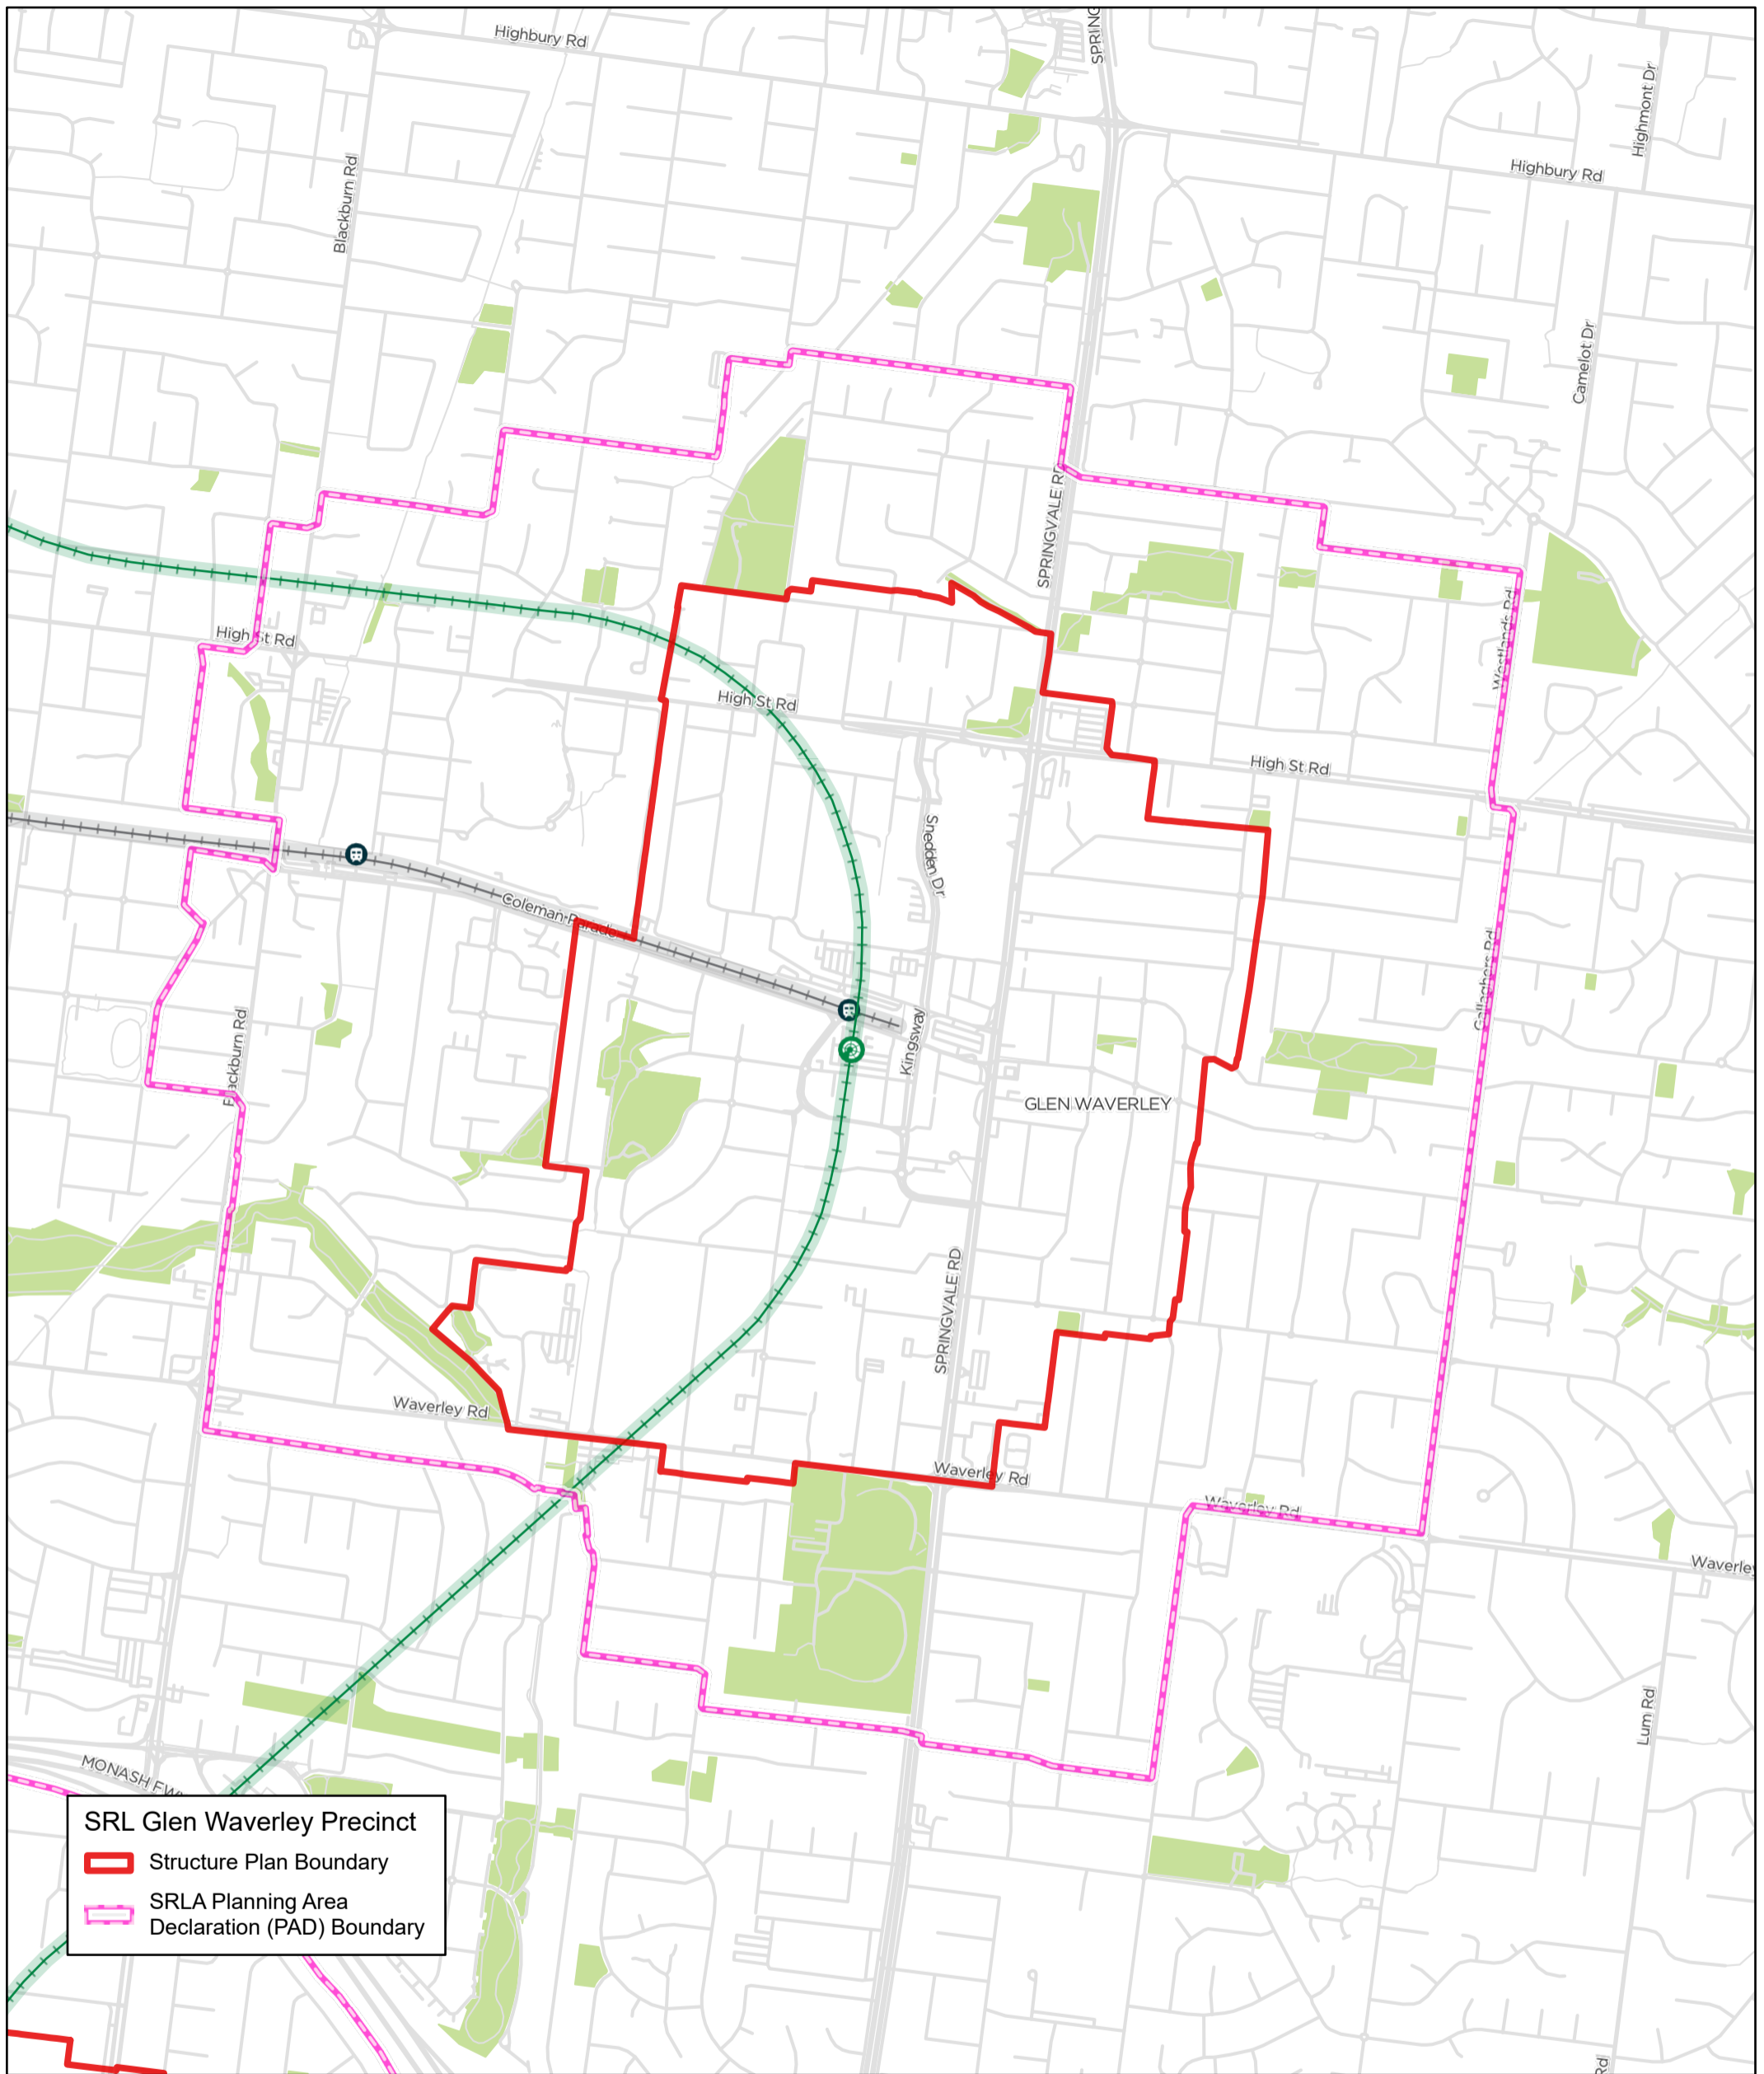 Highbury Rd
SPRING
Highmont Dr
Blackburn Rd
Highbury Rd
Camelot Dr
SPRINGVALE RD
High St Rd
Westlands Rd
High St Rd
High St Rd
Snedden Dr
Coleman Parade
Gallaghers Rd
Kingsway
Blackburn Rd
GLEN WAVERLEY
SPRINGVALE RD
Waverley Rd
Waverley Rd
Waverley Rd
Waverley
Lum Rd
MONASH FW
SRL Glen Waverley Precinct
Structure Plan Boundary
SRLA Planning Area
Declaration (PAD) Boundary
Rd